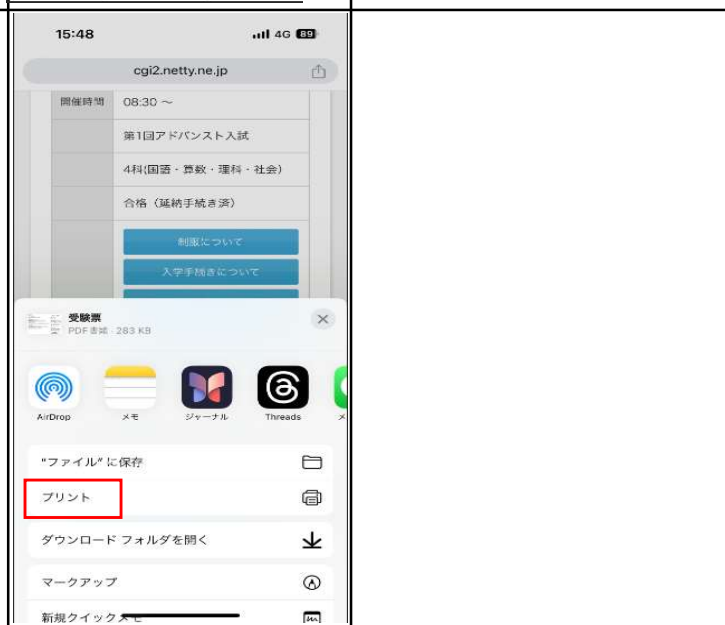 15:48
4G 89
cgi2.netty.ne.jp
開催時間 08:30 ～
第1回アドバンスト入試
4科(国語・算数・理科・社会)
合格（延納手続き済）
制服について
入学手続きについて
受験票
PDF書類・283 KB
AirDrop メモ ジャーナル Threads メ
"ファイル" に保存
プリント
ダウンロード フォルダを開く
マークアップ
新規クイックメモ